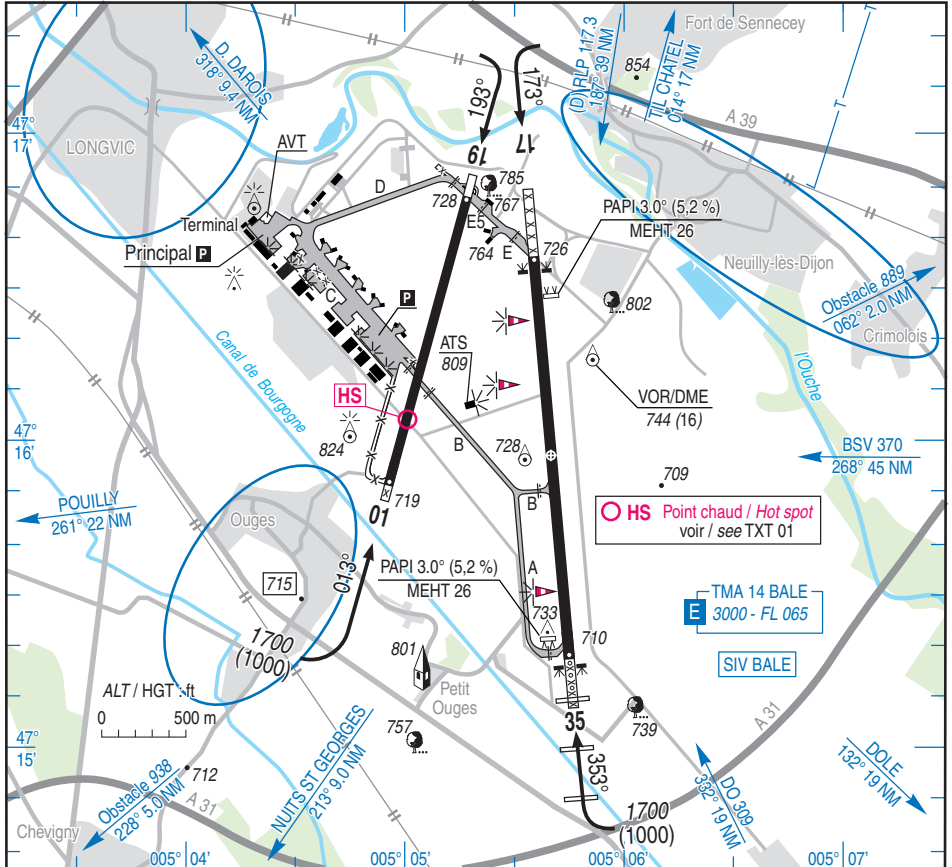 Fort de Sennecey
854
D. DAROIS
318° 9.4 NM
(D) RLP 117.3
187° 39 NM
TIL CHATEL
014° 17 NM
T
T
A 39
193°
173°
47°
17'
LONGVIC
AVT
19
17
D
785
728
767
E5
764
E
726
PAPI 3.0° (5,2 %)
MEHT 26
Terminal
Principal P
Neuilly-lès-Dijon
Obstacle 889
062° 2.0 NM
Crimolois
C
P
802
Canal de Bourgogne
ATS
809
l'Ouche
HS
VOR/DME
744 (16)
824
B
728
47°
16'
BSV 370
268° 45 NM
709
719
01
POUILLY
261° 22 NM
Ouges
B
HS Point chaud / Hot spot
voir / see TXT 01
013°
PAPI 3.0° (5,2 %)
MEHT 26
A
715
733
TMA 14 BALE
E 3000 - FL 065
1700
(1000)
801
710
SIV BALE
ALT / HGT : ft
0 500 m
Petit
Ouges
35
739
757
A 31
47°
15'
712
353°
Obstacle 938
228° 5.0 NM
A 31
NUITS ST GEORGES
213° 9.0 NM
DO 309
332° 19 NM
DOLE
132° 19 NM
1700
(1000)
Chevigny
005° 04'
005° 05'
005° 06'
005° 07'